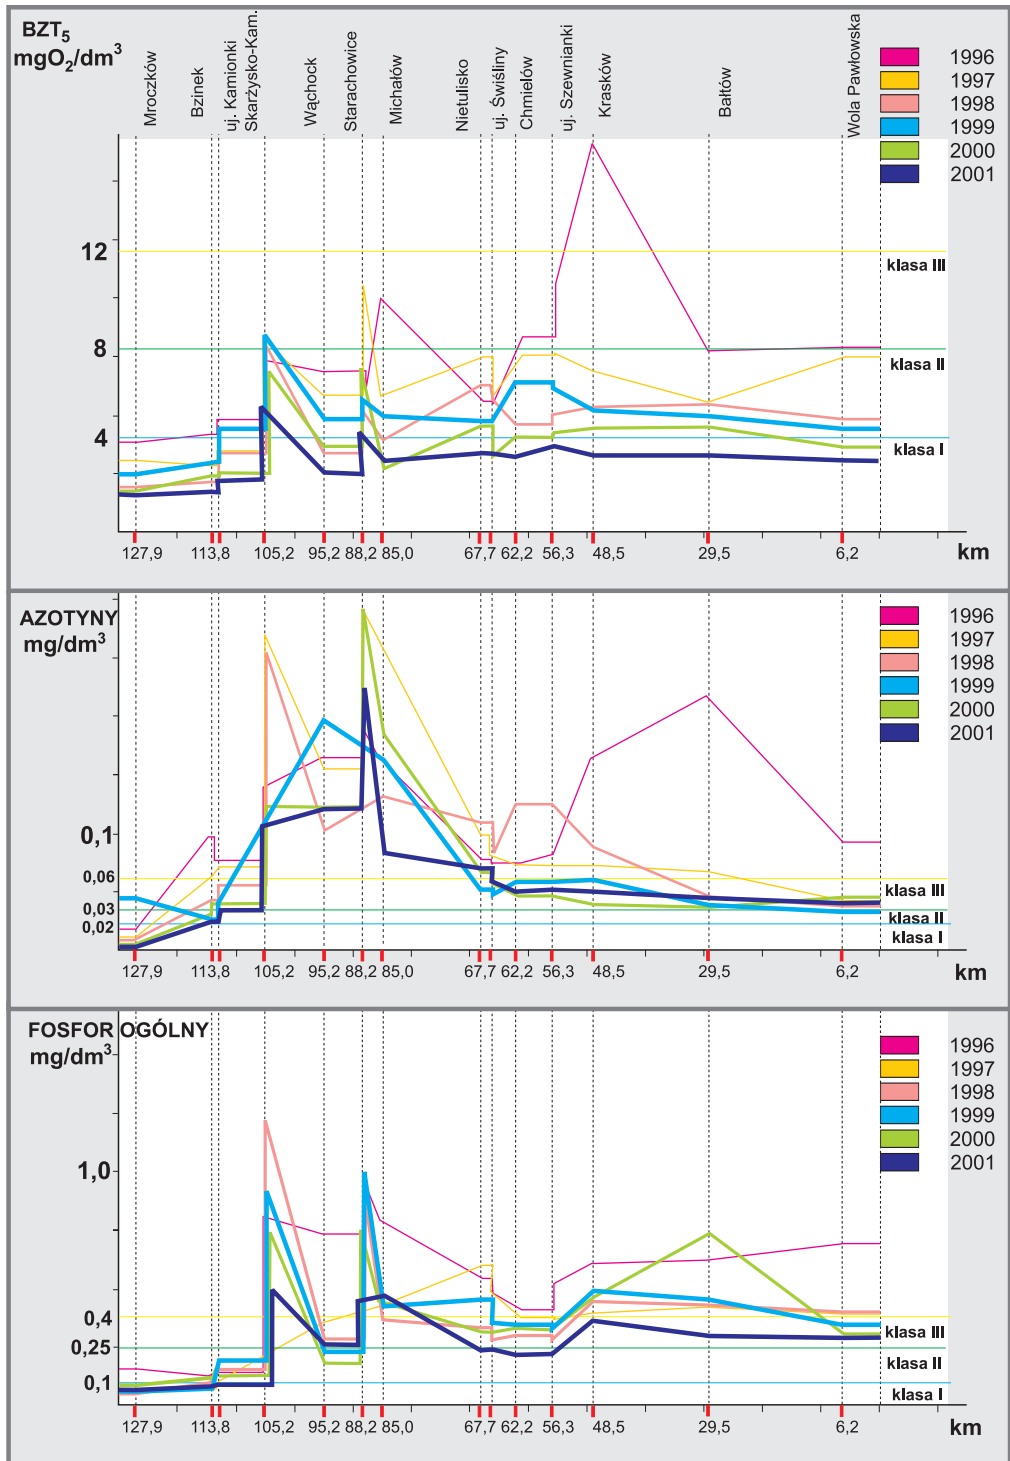 BZT5
mgO2/dm3
Mroczków
Bzinek
uj. Kamionki
Skarżysko-Kam.
Wąchock
Starachowice
Michałów
Nietulisko
uj. Świśliny
Chmielów
uj. Szewnianki
Krasków
Bałtów
Wola Pawłowska
1996
1997
1998
1999
2000
2001
12
8
4
klasa III
klasa II
klasa I
127,9 113,8 105,2 95,2 88,2 85,0 67,7 62,2 56,3 48,5 29,5 6,2 km
AZOTYNY
mg/dm3
1996
1997
1998
1999
2000
2001
0,1
0,06
0,03
0,02
klasa III
klasa II
klasa I
127,9 113,8 105,2 95,2 88,2 85,0 67,7 62,2 56,3 48,5 29,5 6,2 km
FOSFOR OGÓLNY
mg/dm3
1996
1997
1998
1999
2000
2001
1,0
0,4
0,25
0,1
klasa III
klasa II
klasa I
127,9 113,8 105,2 95,2 88,2 85,0 67,7 62,2 56,3 48,5 29,5 6,2 km